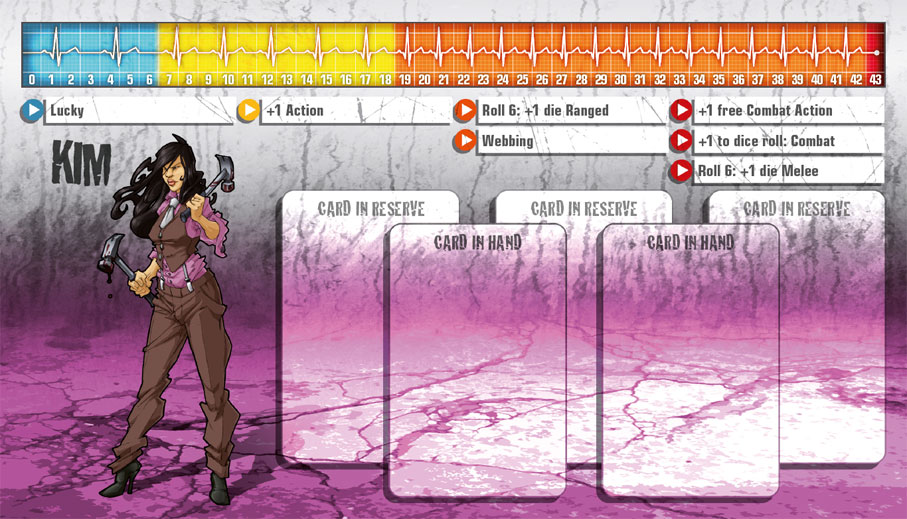 0 1 2 3 4 5 6 7 8 9 10 11 12 13 14 15 16 17 18 19 20 21 22 23 24 25 26 27 28 29 30 31 32 33 34 35 36 37 38 39 40 41 42 43
Lucky
+1 Action
Roll 6: +1 die Ranged
+1 free Combat Action
Webbing
+1 to dice roll: Combat
Roll 6: +1 die Melee
KIM
CARD IN RESERVE
CARD IN RESERVE
CARD IN RESERVE
CARD IN HAND
CARD IN HAND